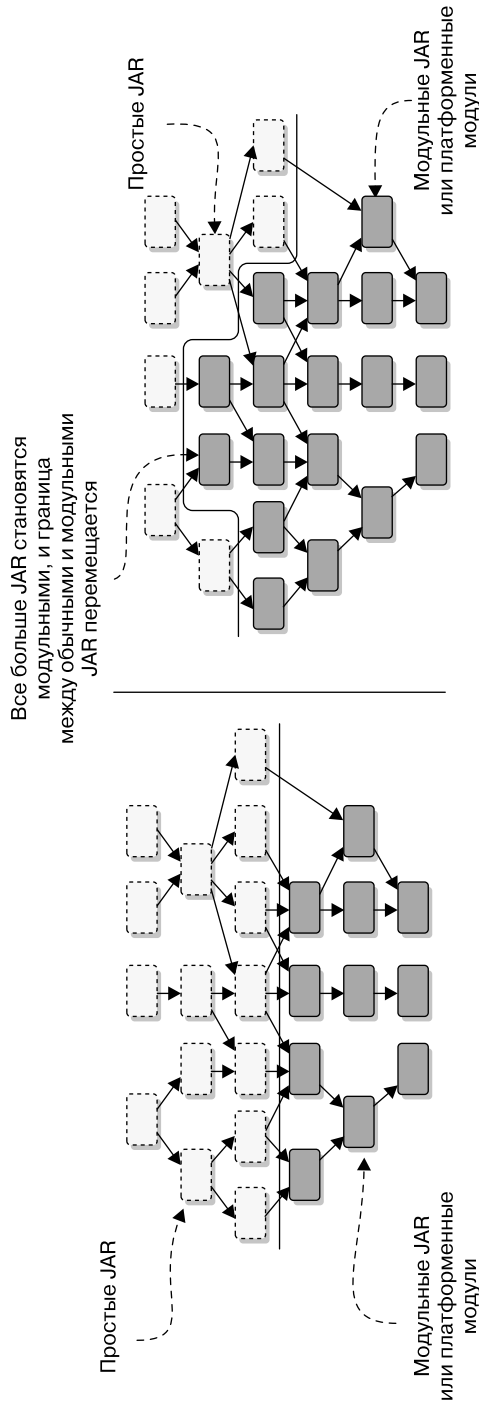 Простые JAR
Модульные JAR
или платформенные
модули
Все больше JAR становятся
модульными, и граница
между обычными и модульными
JAR перемещается
Простые JAR
Модульные JAR
или платформенные
модули